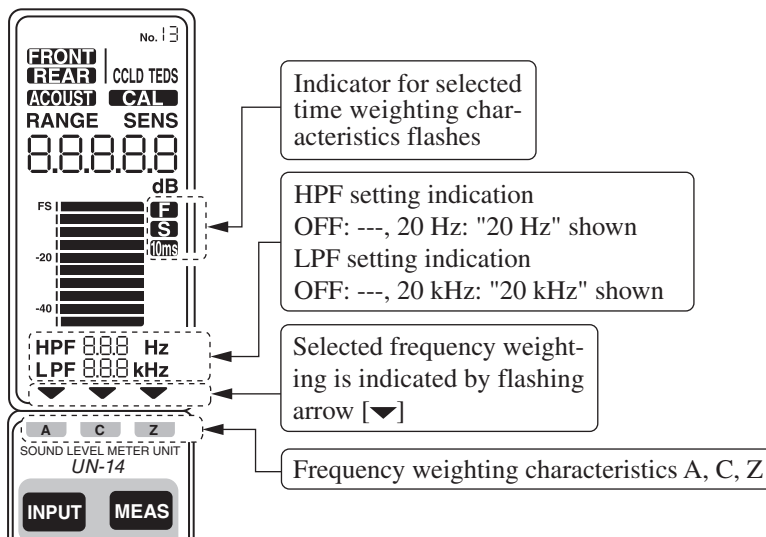 No. 13
FRONT
REAR CCLD TEDS
ACOUST CAL
RANGE SENS
8.8.8.8.8
dB
FS
F
S
-20
10ms
-40
HPF 8.8.8 Hz
LPF 8.8.8 kHz
A C Z
SOUND LEVEL METER UNIT
UN-14
INPUT MEAS
Indicator for selected
time weighting char-
acteristics flashes
HPF setting indication
OFF: ---, 20 Hz: "20 Hz" shown
LPF setting indication
OFF: ---, 20 kHz: "20 kHz" shown
Selected frequency weight-
ing is indicated by flashing
arrow [▼]
Frequency weighting characteristics A, C, Z